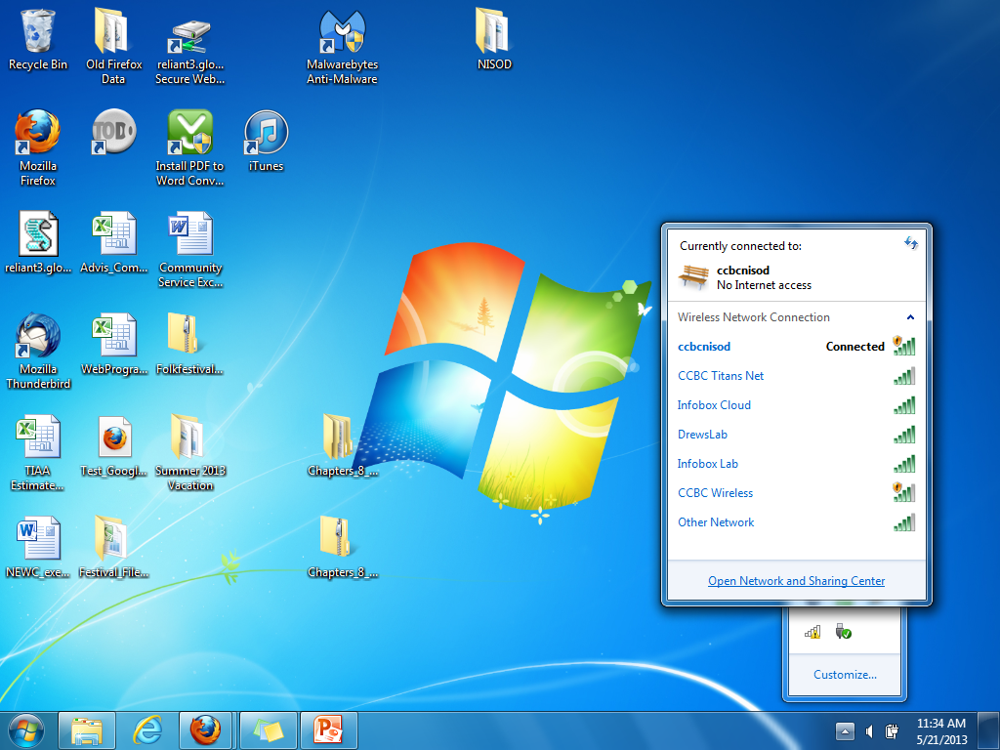 Recycle Bin
Old Firefox
Data
reliant3.glo...
Secure Web...
Malwarebytes
Anti-Malware
NISOD
Mozilla
Firefox
TOD
Install PDF to
Word Conv...
iTunes
reliant3.glo...
Advis_Com...
Community
Service Exc...
Mozilla
Thunderbird
WebProgra...
Folkfestival...
TIAA
Estimate...
Test_Googl...
Summer 2013
Vacation
Chapters_8_...
NEWC_exe...
Festival_File...
Chapters_8_...
Currently connected to:
ccbcnisod
No Internet access
Wireless Network Connection
ccbcnisod Connected
CCBC Titans Net
Infobox Cloud
DrewsLab
Infobox Lab
CCBC Wireless
Other Network
Open Network and Sharing Center
Customize...
11:34 AM
5/21/2013